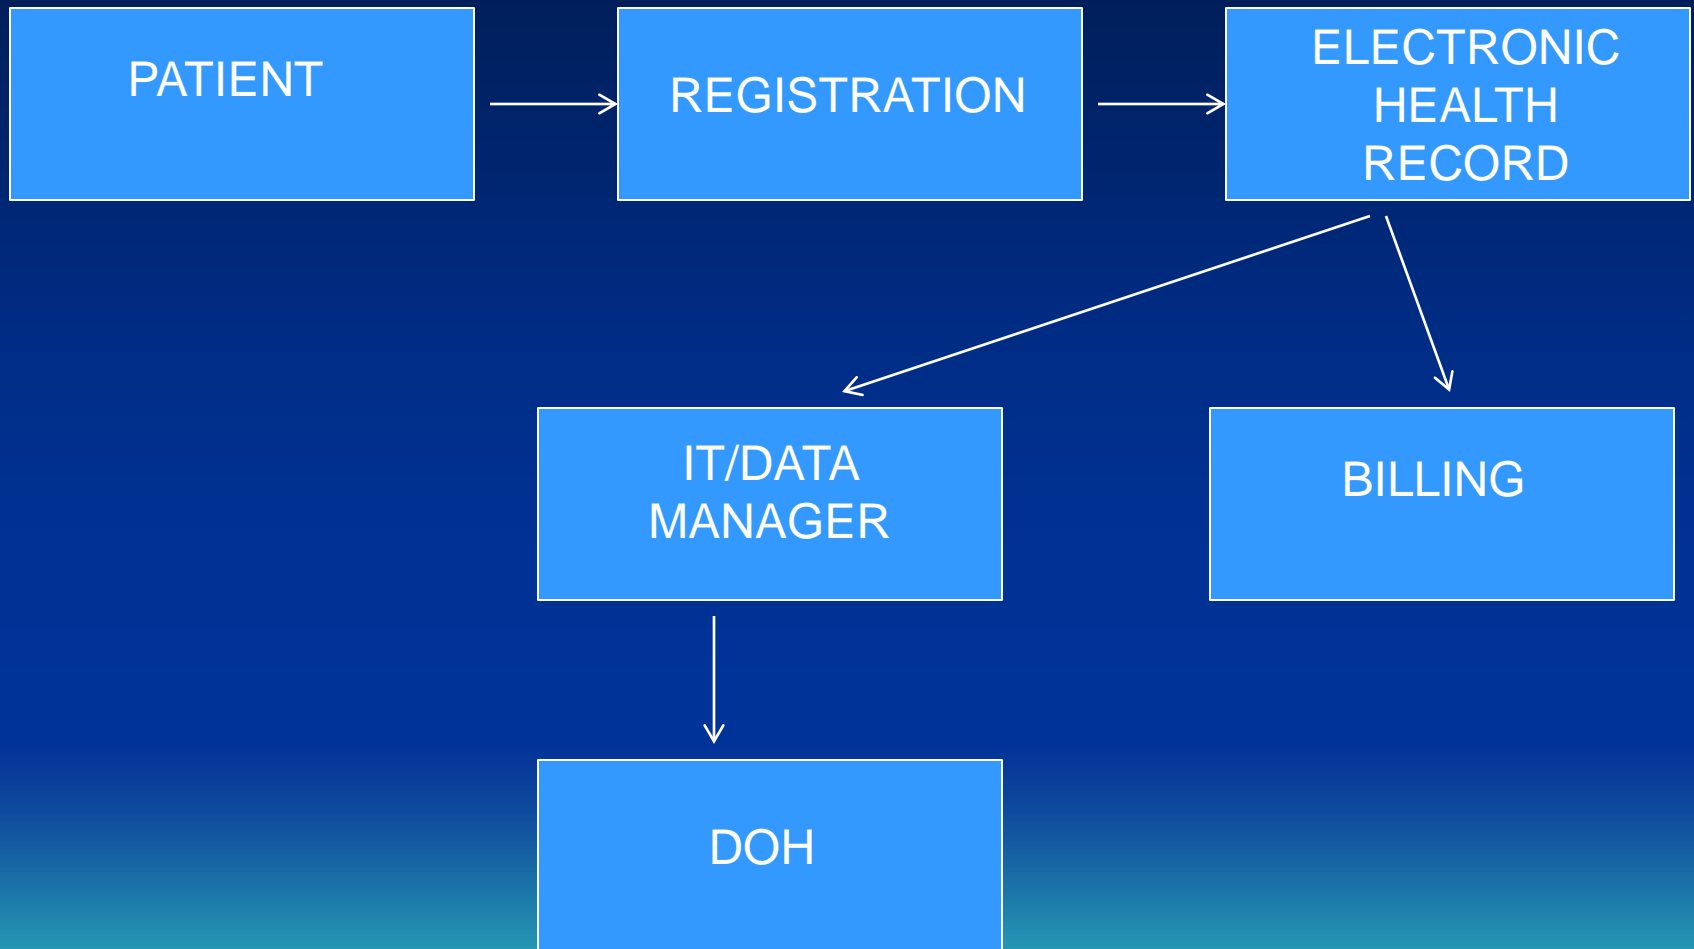 PATIENT
REGISTRATION
ELECTRONIC
HEALTH
RECORD
IT/DATA
MANAGER
BILLING
DOH